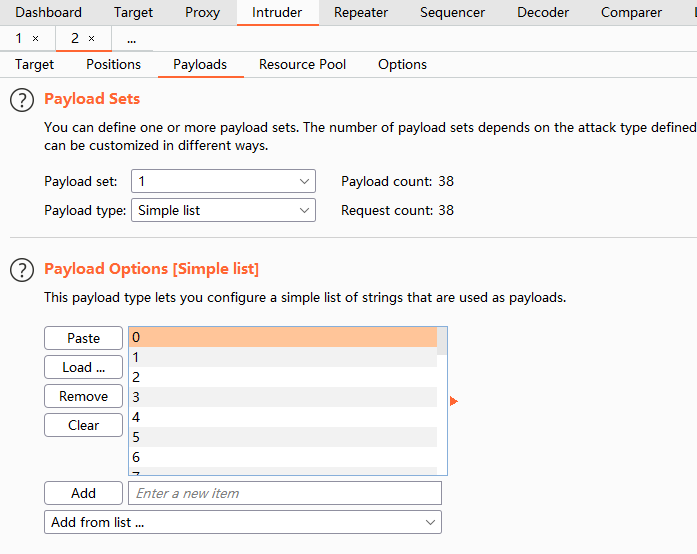 Dashboard Target Proxy Intruder Repeater Sequencer Decoder Comparer
1 × 2 × ...
Target Positions Payloads Resource Pool Options
? Payload Sets
You can define one or more payload sets. The number of payload sets depends on the attack type defined
can be customized in different ways.
Payload set: 1 Payload count: 38
Payload type: Simple list Request count: 38
? Payload Options [Simple list]
This payload type lets you configure a simple list of strings that are used as payloads.
Paste 0
1
Load ... 2
Remove 3
4
Clear 5
6
Add Enter a new item
Add from list ...